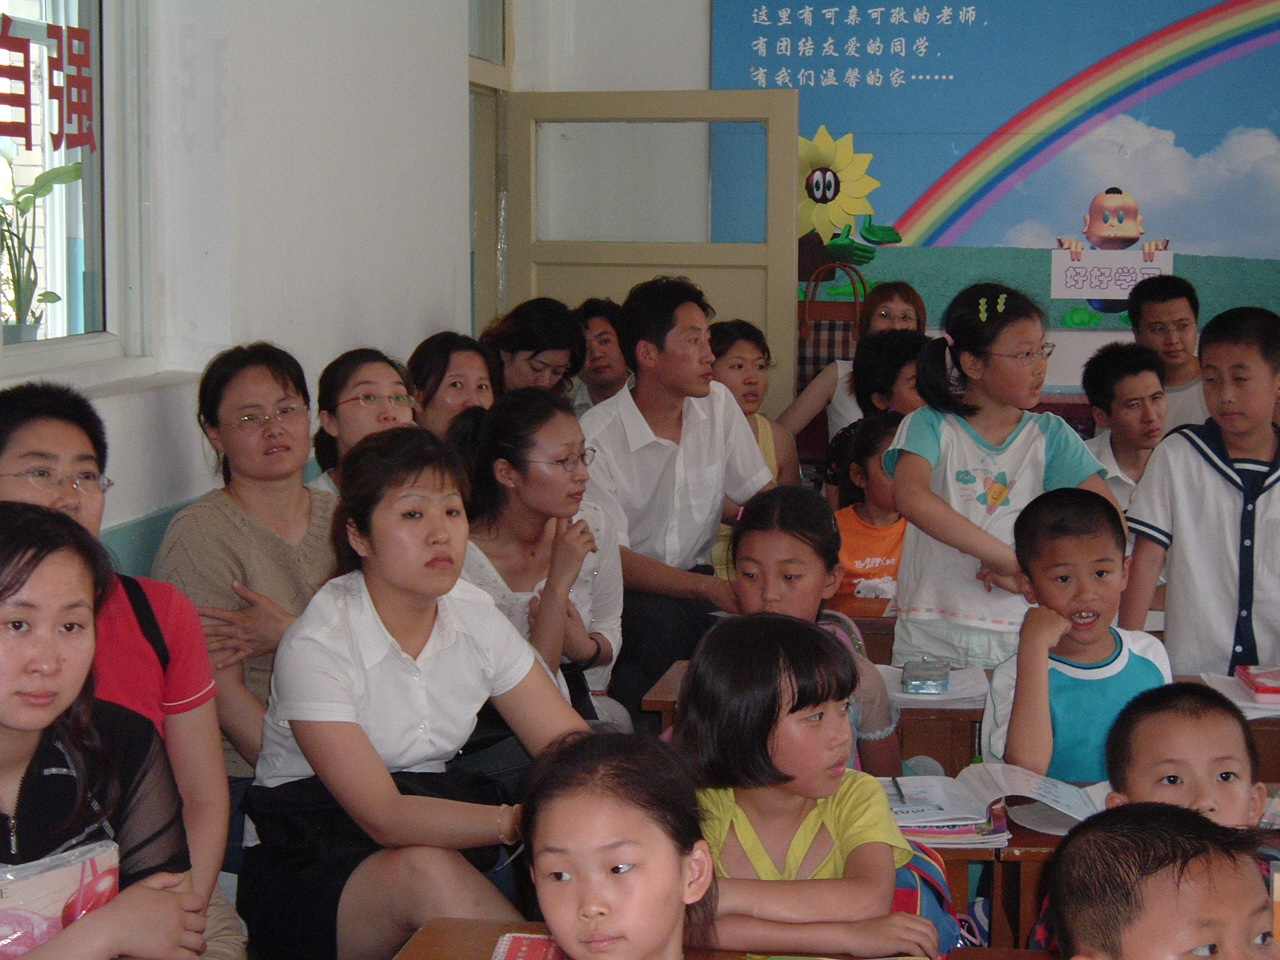 这里有可亲可敬的老师，
有团结友爱的同学，
有我们温馨的家……
自强
好好学习